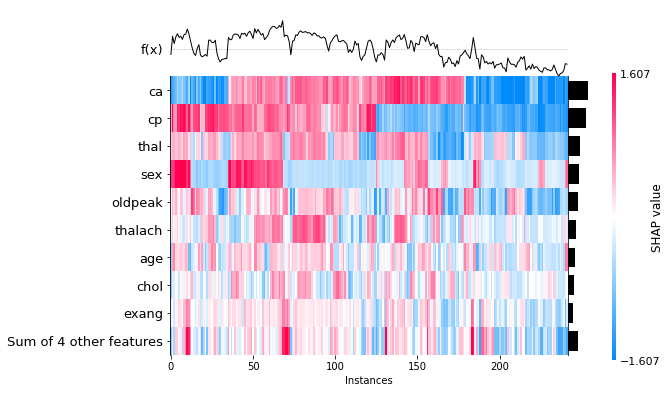 f(x)
ca
cp
thal
sex
oldpeak
thalach
age
chol
exang
Sum of 4 other features
0
50
100
150
200
Instances
1.607
SHAP value
−1.607